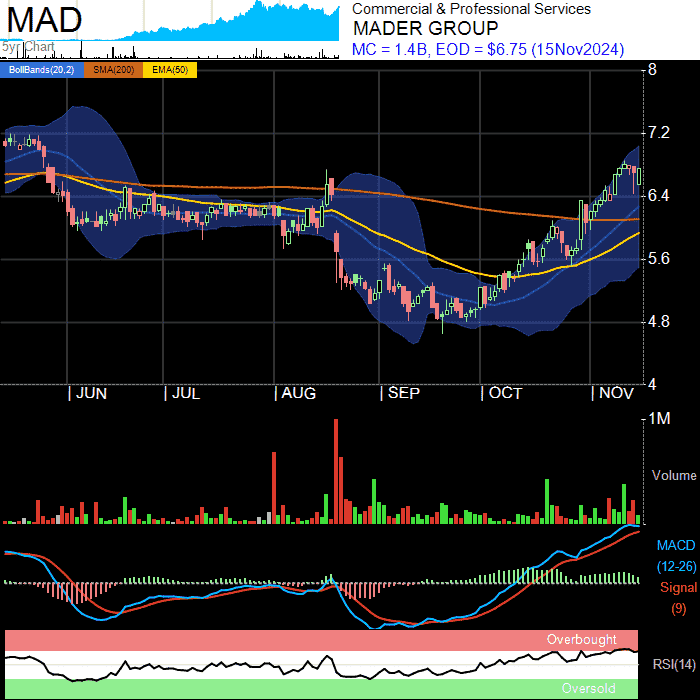 MAD
5yr Chart
Commercial & Professional Services
MADER GROUP
MC = 1.4B, EOD = $6.75 (15Nov2024)
BollBands(20,2) SMA(200) EMA(50)
8
7.2
6.4
5.6
4.8
4
| JUN | JUL | AUG | SEP | OCT | NOV
1M
Volume
MACD
(12-26)
Signal
(9)
Overbought
RSI(14)
Oversold